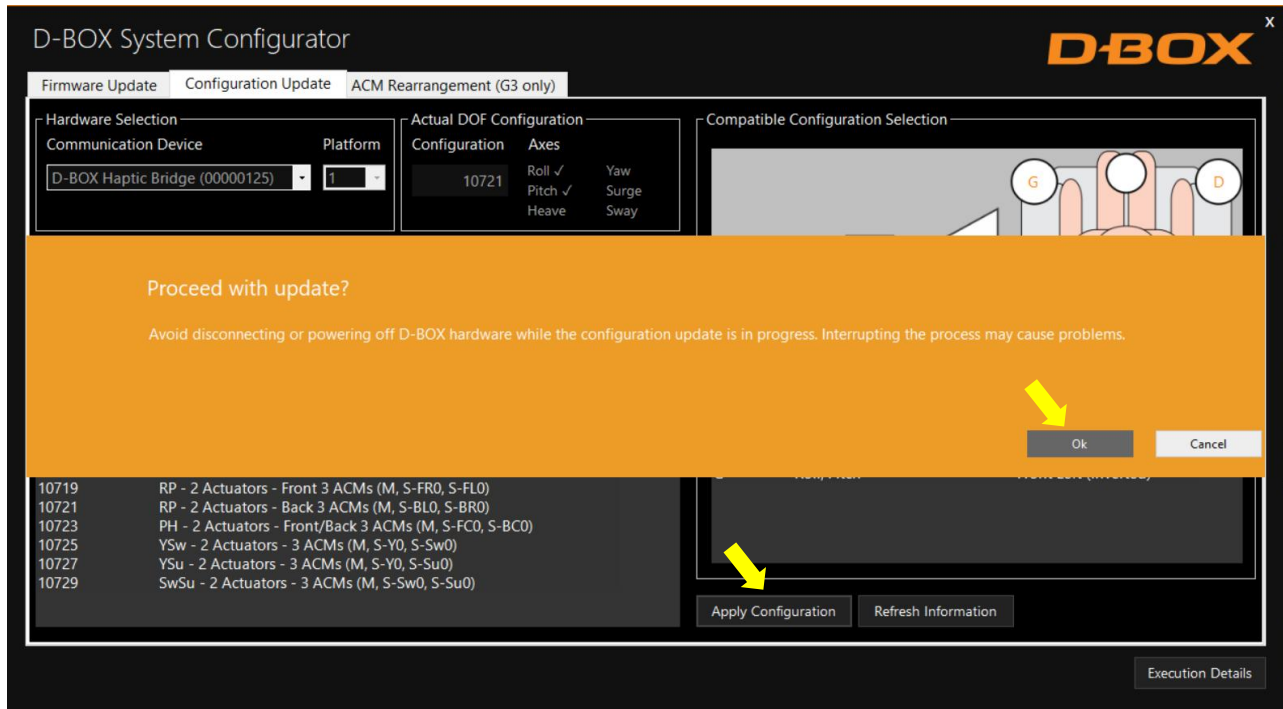 D-BOX System Configurator
X
D-BOX
Firmware Update
Configuration Update
ACM Rearrangement (G3 only)
Hardware Selection
Communication Device
Platform
D-BOX Haptic Bridge (00000125)
1
Actual DOF Configuration
Configuration
Axes
10721
Roll ✓ Yaw
Pitch ✓ Surge
Heave Sway
Compatible Configuration Selection
G
D
Proceed with update?
Avoid disconnecting or powering off D-BOX hardware while the configuration update is in progress. Interrupting the process may cause problems.
Ok
Cancel
10719 RP - 2 Actuators - Front 3 ACMs (M, S-FR0, S-FL0)
10721 RP - 2 Actuators - Back 3 ACMs (M, S-BL0, S-BR0)
10723 PH - 2 Actuators - Front/Back 3 ACMs (M, S-FC0, S-BC0)
10725 YSw - 2 Actuators - 3 ACMs (M, S-Y0, S-Sw0)
10727 YSu - 2 Actuators - 3 ACMs (M, S-Y0, S-Su0)
10729 SwSu - 2 Actuators - 3 ACMs (M, S-Sw0, S-Su0)
Apply Configuration
Refresh Information
Execution Details